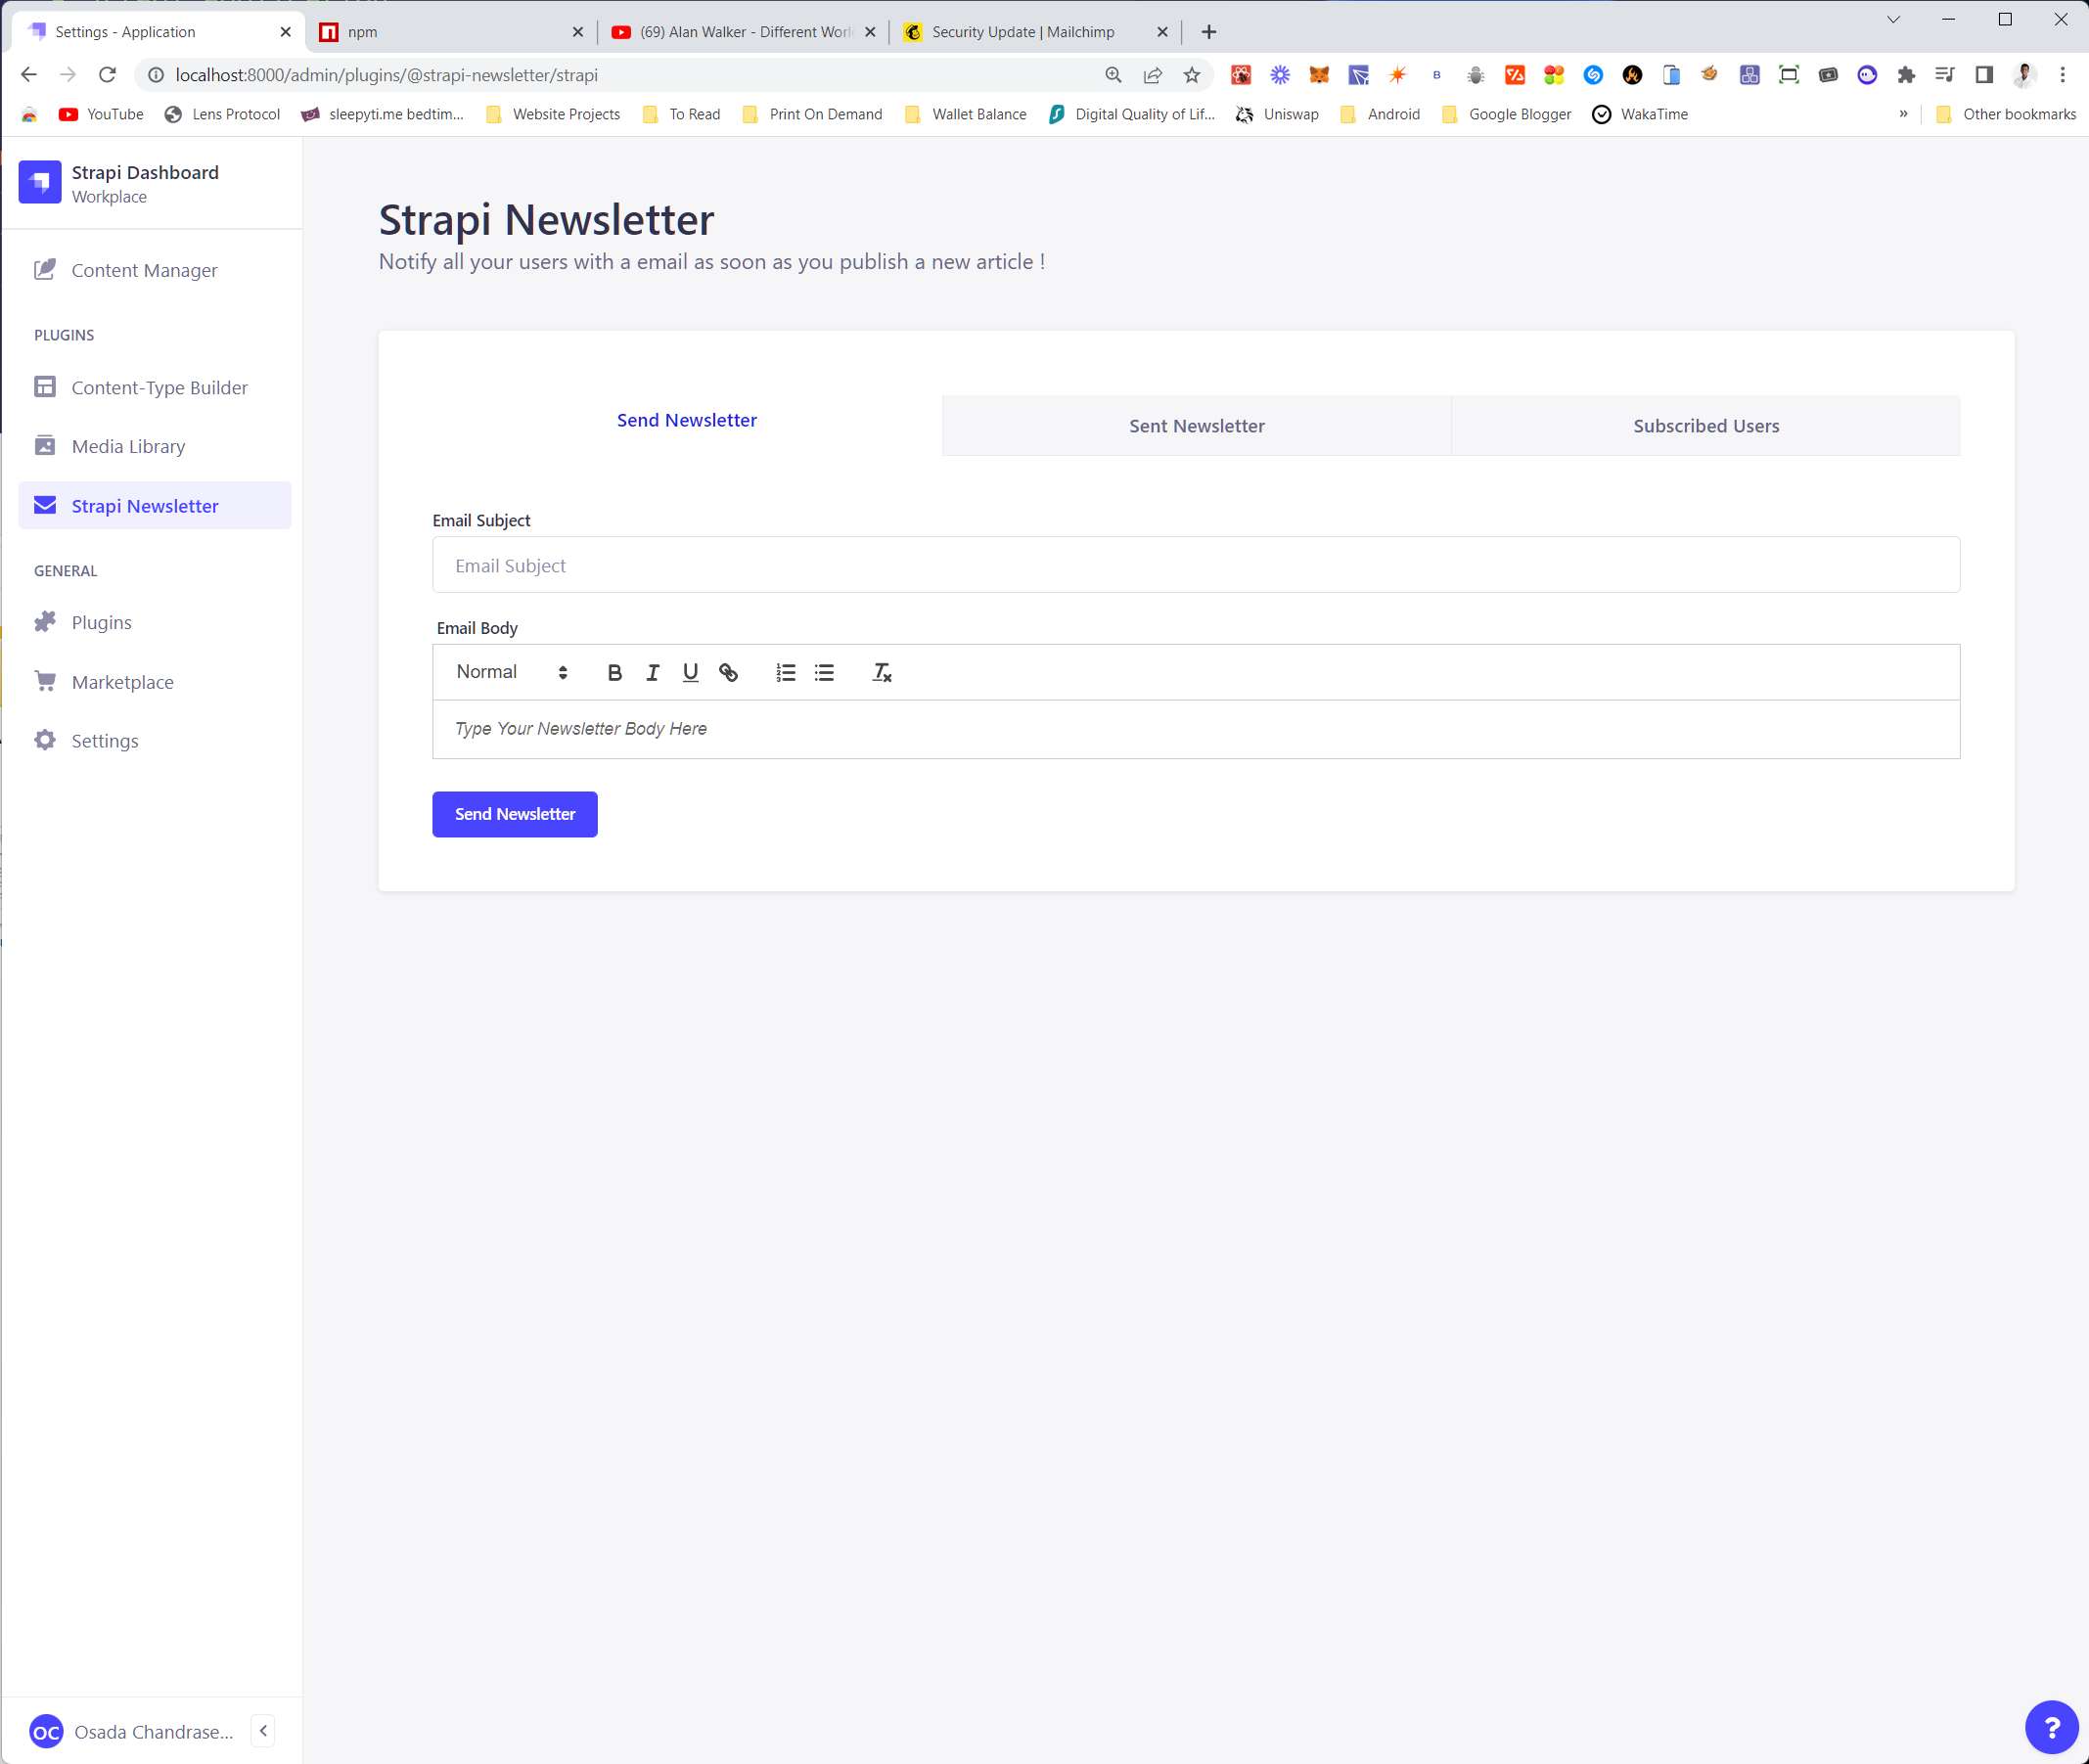 Settings - Application
npm
(69) Alan Walker - Different Worl
Security Update | Mailchimp
localhost:8000/admin/plugins/@strapi-newsletter/strapi
YouTube
Lens Protocol
sleepyti.me bedtim...
Website Projects
To Read
Print On Demand
Wallet Balance
Digital Quality of Lif...
Uniswap
Android
Google Blogger
WakaTime
»
Other bookmarks
Strapi Dashboard
Workplace
Content Manager
PLUGINS
Content-Type Builder
Media Library
Strapi Newsletter
GENERAL
Plugins
Marketplace
Settings
OC
Osada Chandrase...
Strapi Newsletter
Notify all your users with a email as soon as you publish a new article !
Send Newsletter
Sent Newsletter
Subscribed Users
Email Subject
Email Subject
Email Body
Normal
Type Your Newsletter Body Here
Send Newsletter
?